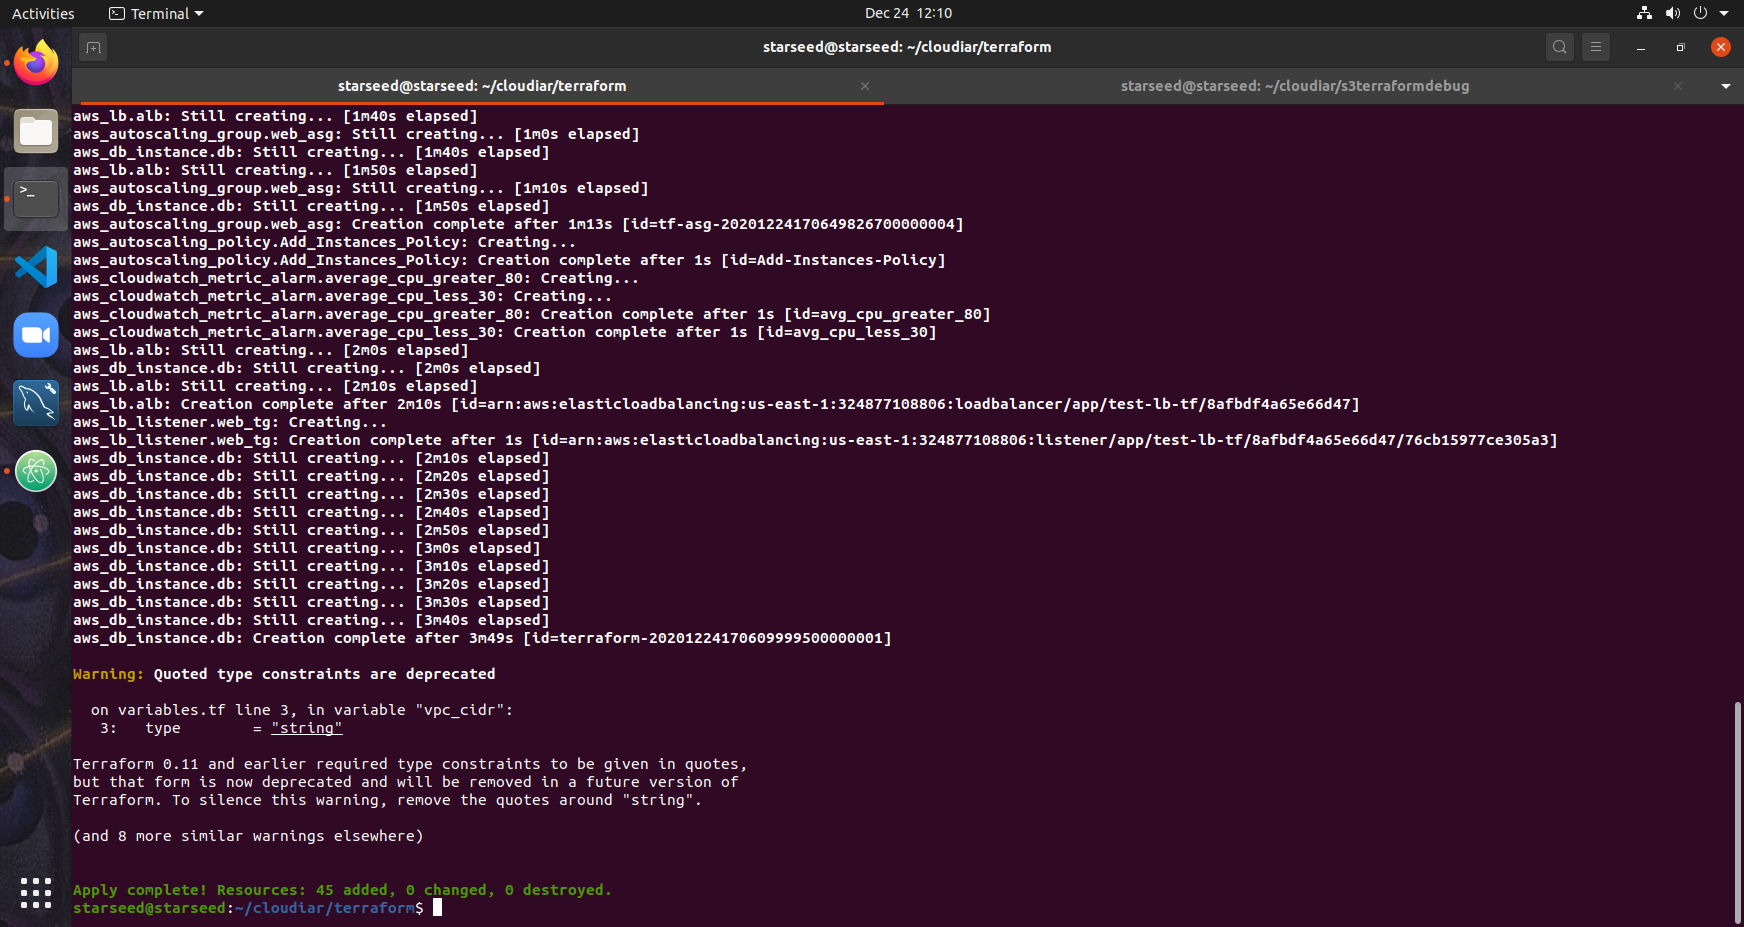 Activities Terminal Dec 24 12:10
starseed@starseed: ~/cloudiar/terraform
starseed@starseed: ~/cloudiar/terraform starseed@starseed: ~/cloudiar/s3terraformdebug
aws_lb.alb: Still creating... [1m40s elapsed]
aws_autoscaling_group.web_asg: Still creating... [1m0s elapsed]
aws_db_instance.db: Still creating... [1m40s elapsed]
aws_lb.alb: Still creating... [1m50s elapsed]
aws_autoscaling_group.web_asg: Still creating... [1m10s elapsed]
aws_db_instance.db: Still creating... [1m50s elapsed]
aws_autoscaling_group.web_asg: Creation complete after 1m13s [id=tf-asg-20201224170649826700000004]
aws_autoscaling_policy.Add_Instances_Policy: Creating...
aws_autoscaling_policy.Add_Instances_Policy: Creation complete after 1s [id=Add-Instances-Policy]
aws_cloudwatch_metric_alarm.average_cpu_greater_80: Creating...
aws_cloudwatch_metric_alarm.average_cpu_less_30: Creating...
aws_cloudwatch_metric_alarm.average_cpu_greater_80: Creation complete after 1s [id=avg_cpu_greater_80]
aws_cloudwatch_metric_alarm.average_cpu_less_30: Creation complete after 1s [id=avg_cpu_less_30]
aws_lb.alb: Still creating... [2m0s elapsed]
aws_db_instance.db: Still creating... [2m0s elapsed]
aws_lb.alb: Still creating... [2m10s elapsed]
aws_lb.alb: Creation complete after 2m10s [id=arn:aws:elasticloadbalancing:us-east-1:324877108806:loadbalancer/app/test-lb-tf/8afbdf4a65e66d47]
aws_lb_listener.web_tg: Creating...
aws_lb_listener.web_tg: Creation complete after 1s [id=arn:aws:elasticloadbalancing:us-east-1:324877108806:listener/app/test-lb-tf/8afbdf4a65e66d47/76cb15977ce305a3]
aws_db_instance.db: Still creating... [2m10s elapsed]
aws_db_instance.db: Still creating... [2m20s elapsed]
aws_db_instance.db: Still creating... [2m30s elapsed]
aws_db_instance.db: Still creating... [2m40s elapsed]
aws_db_instance.db: Still creating... [2m50s elapsed]
aws_db_instance.db: Still creating... [3m0s elapsed]
aws_db_instance.db: Still creating... [3m10s elapsed]
aws_db_instance.db: Still creating... [3m20s elapsed]
aws_db_instance.db: Still creating... [3m30s elapsed]
aws_db_instance.db: Still creating... [3m40s elapsed]
aws_db_instance.db: Creation complete after 3m49s [id=terraform-20201224170609999500000001]
Warning: Quoted type constraints are deprecated
on variables.tf line 3, in variable "vpc_cidr":
3: type = "string"
Terraform 0.11 and earlier required type constraints to be given in quotes,
but that form is now deprecated and will be removed in a future version of
Terraform. To silence this warning, remove the quotes around "string".
(and 8 more similar warnings elsewhere)
Apply complete! Resources: 45 added, 0 changed, 0 destroyed.
starseed@starseed:~/cloudiar/terraform$